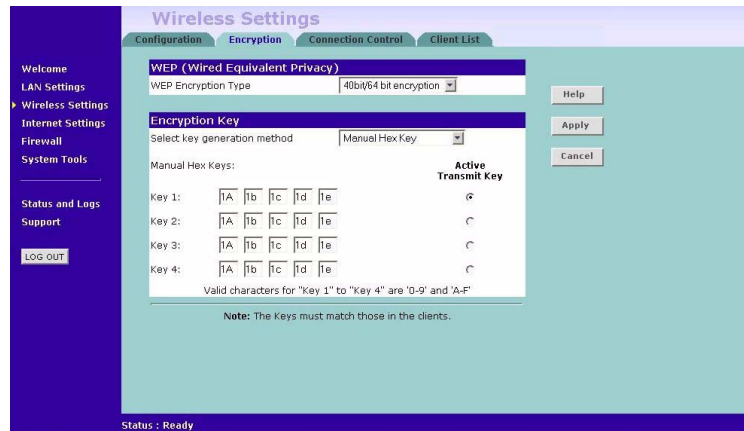 Wireless Settings
Configuration Encryption Connection Control Client List
Welcome
LAN Settings
Wireless Settings
Internet Settings
Firewall
System Tools
Status and Logs
Support
LOG OUT
WEP (Wired Equivalent Privacy)
WEP Encryption Type 40bit/64 bit encryption
Encryption Key
Select key generation method Manual Hex Key
Manual Hex Keys: Active Transmit Key
Key 1: 1A 1b 1c 1d 1e
Key 2: 1A 1b 1c 1d 1e
Key 3: 1A 1b 1c 1d 1e
Key 4: 1A 1b 1c 1d 1e
Valid characters for "Key 1" to "Key 4" are '0-9' and 'A-F'
Note: The Keys must match those in the clients.
Help
Apply
Cancel
Status : Ready